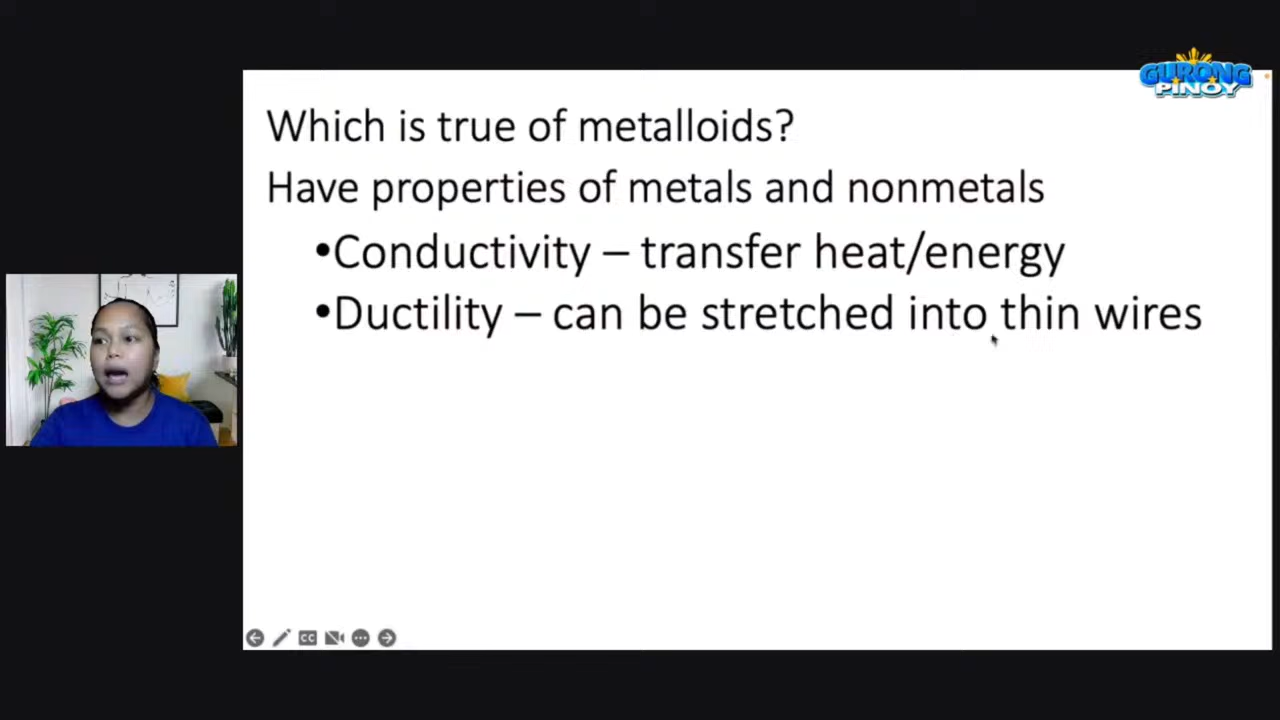 GURONG
PINOY
Which is true of metalloids?
Have properties of metals and nonmetals
•Conductivity – transfer heat/energy
•Ductility – can be stretched into thin wires
CC